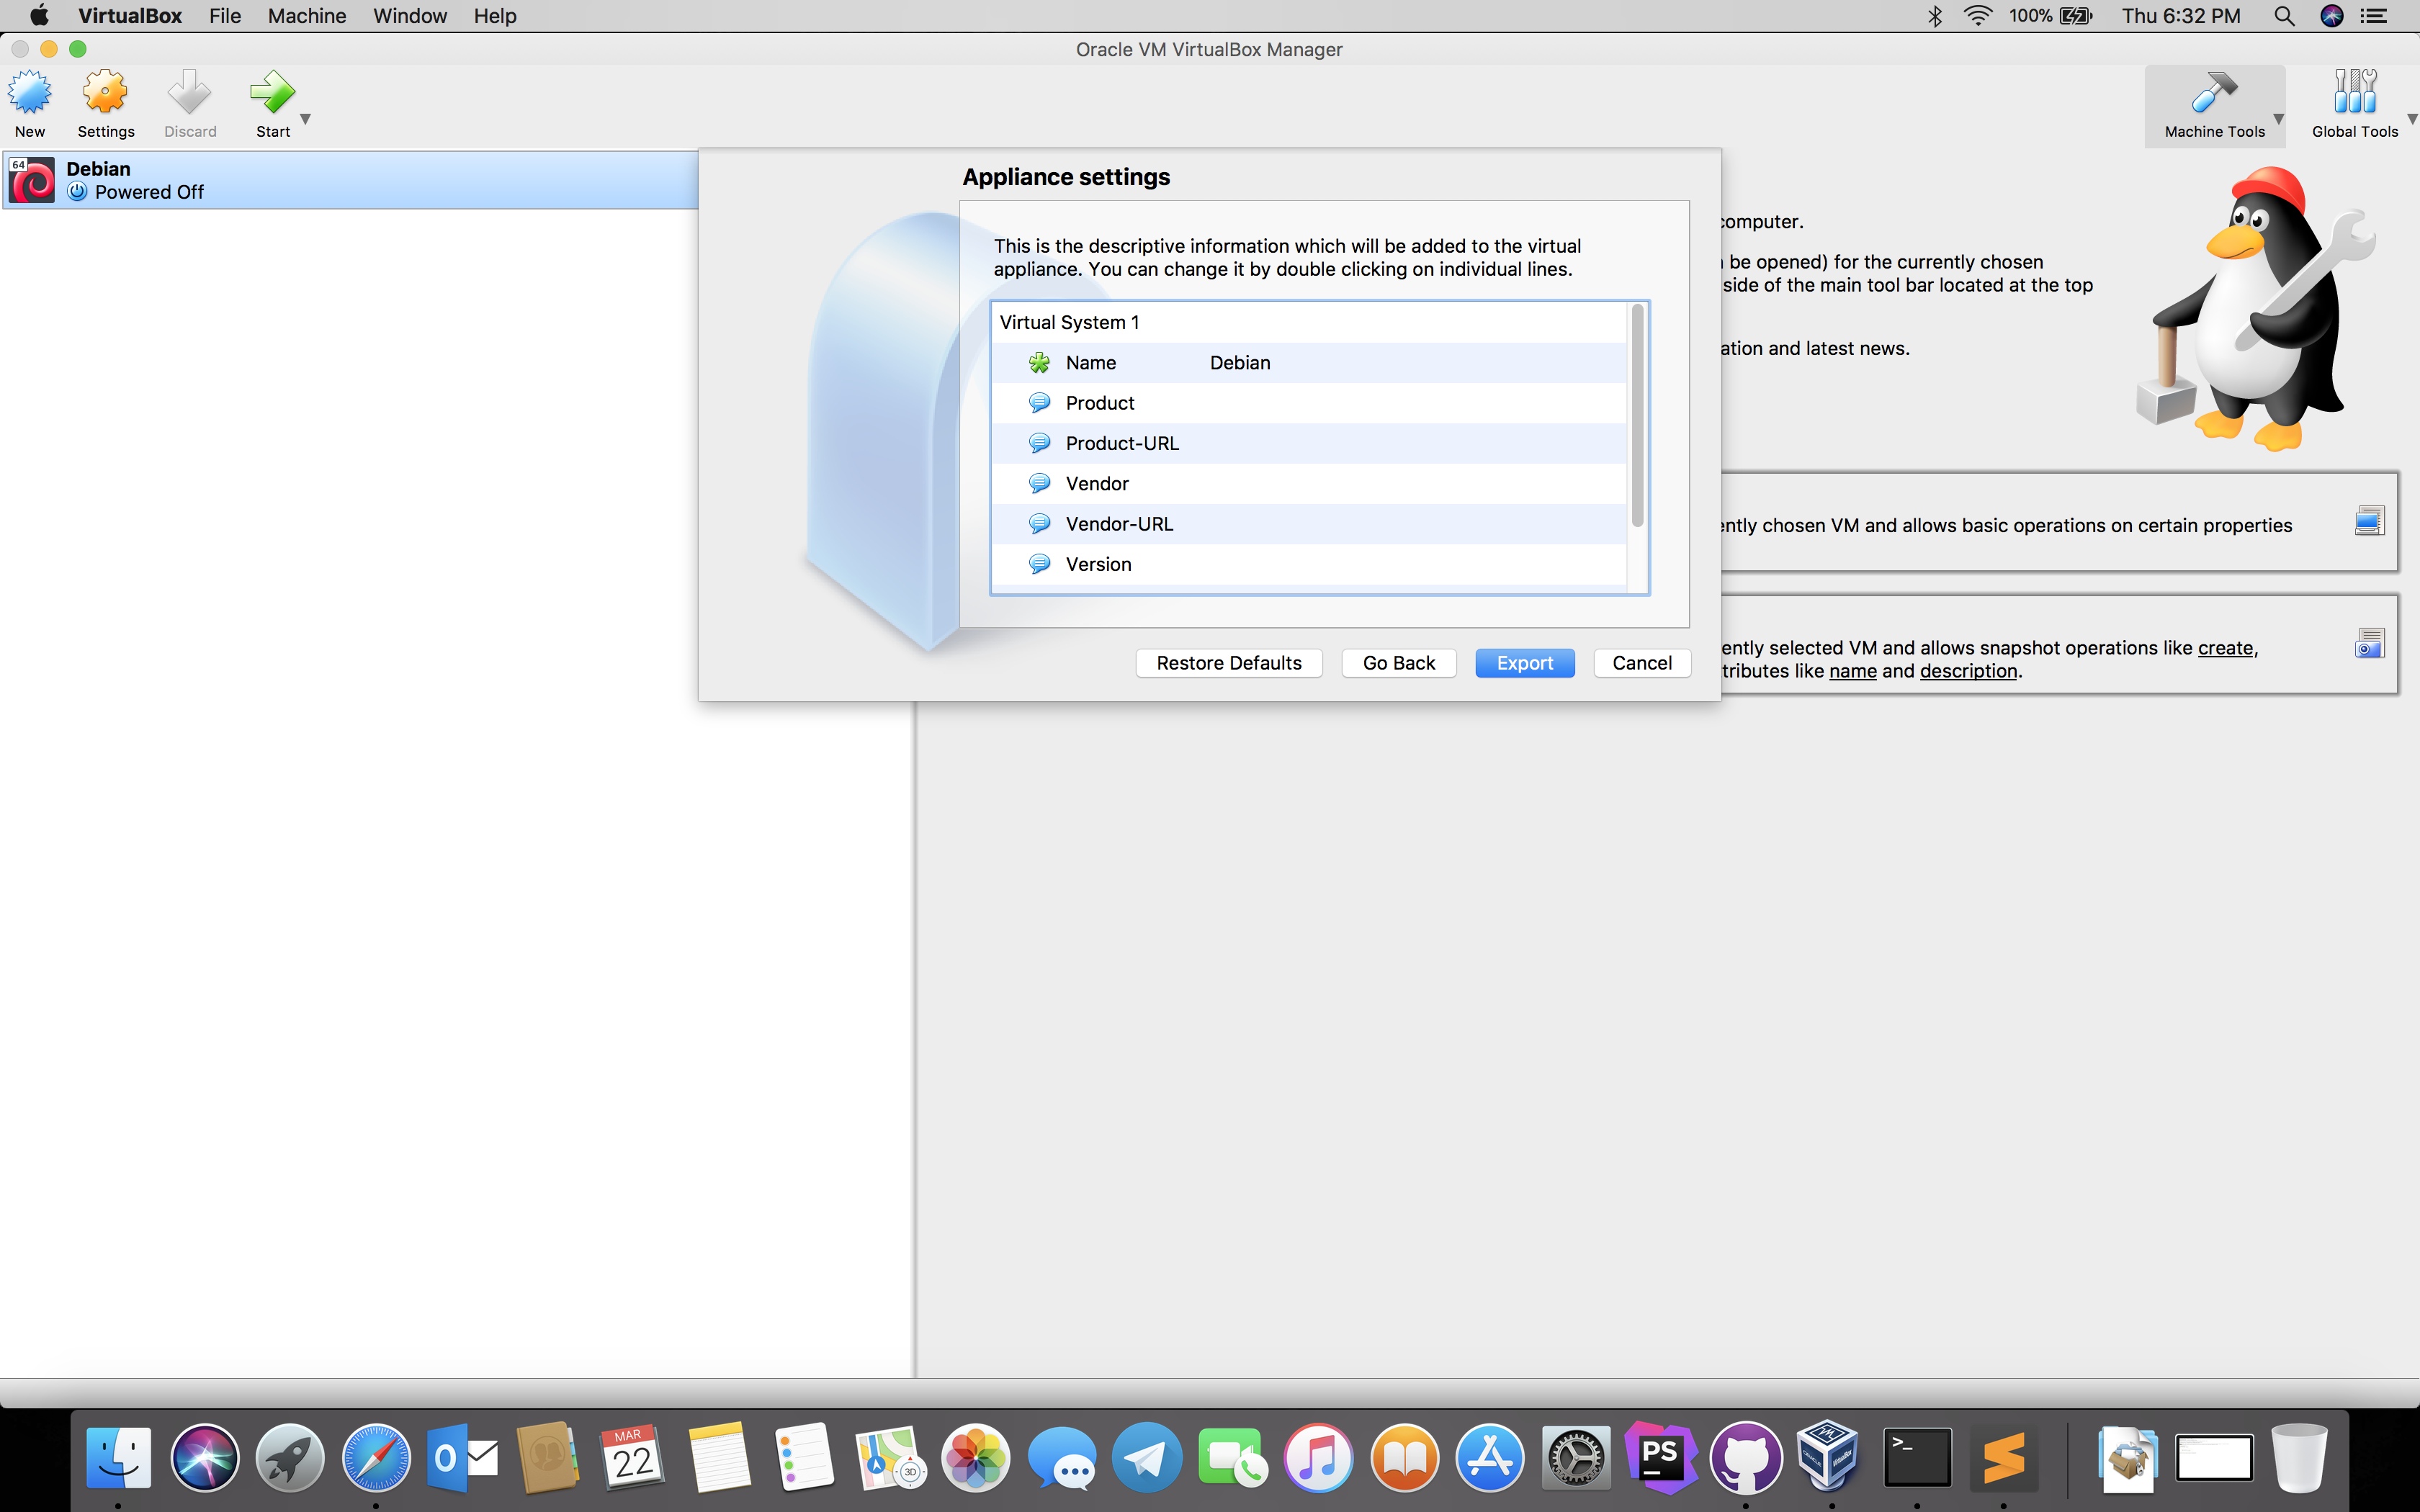 VirtualBox File Machine Window Help 100% Thu 6:32 PM
Oracle VM VirtualBox Manager
New Settings Discard Start Machine Tools Global Tools
64
Debian
Powered Off
Appliance settings
This is the descriptive information which will be added to the virtual
appliance. You can change it by double clicking on individual lines.
Virtual System 1
Name Debian
Product
Product-URL
Vendor
Vendor-URL
Version
Restore Defaults Go Back Export Cancel
computer.
be opened) for the currently chosen
side of the main tool bar located at the top
ation and latest news.
ently chosen VM and allows basic operations on certain properties
ently selected VM and allows snapshot operations like create,
tributes like name and description.
MAR
22
3D
PS
>_